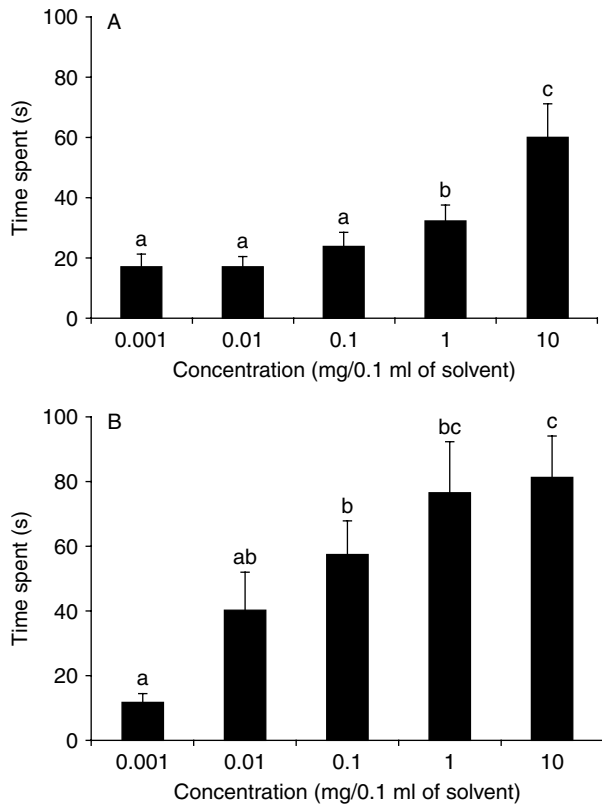 A
100
80
60
40
20
0
Time spent (s)
a a a b c
0.001 0.01 0.1 1 10
Concentration (mg/0.1 ml of solvent)
B
100
80
60
40
20
0
Time spent (s)
a ab b bc c
0.001 0.01 0.1 1 10
Concentration (mg/0.1 ml of solvent)